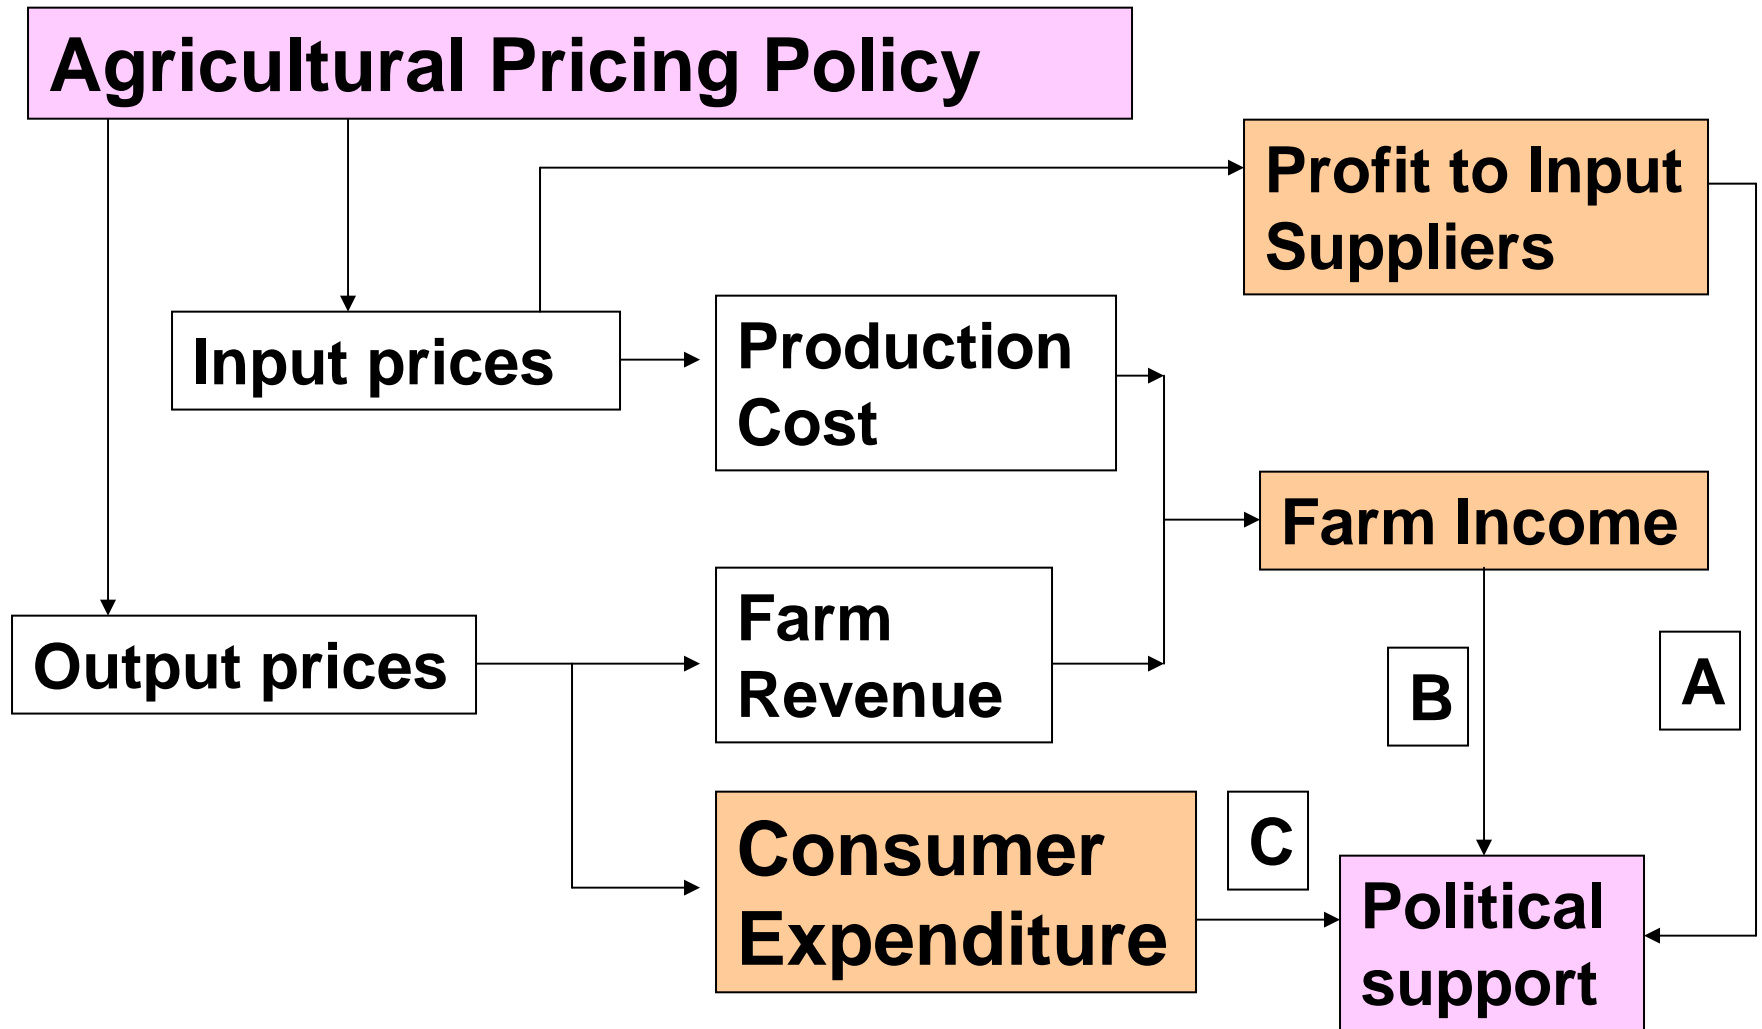 Agricultural Pricing Policy
Profit to Input
Suppliers
Input prices
Production
Cost
Farm Income
Output prices
Farm
Revenue
B
A
Consumer
Expenditure
C
Political
support